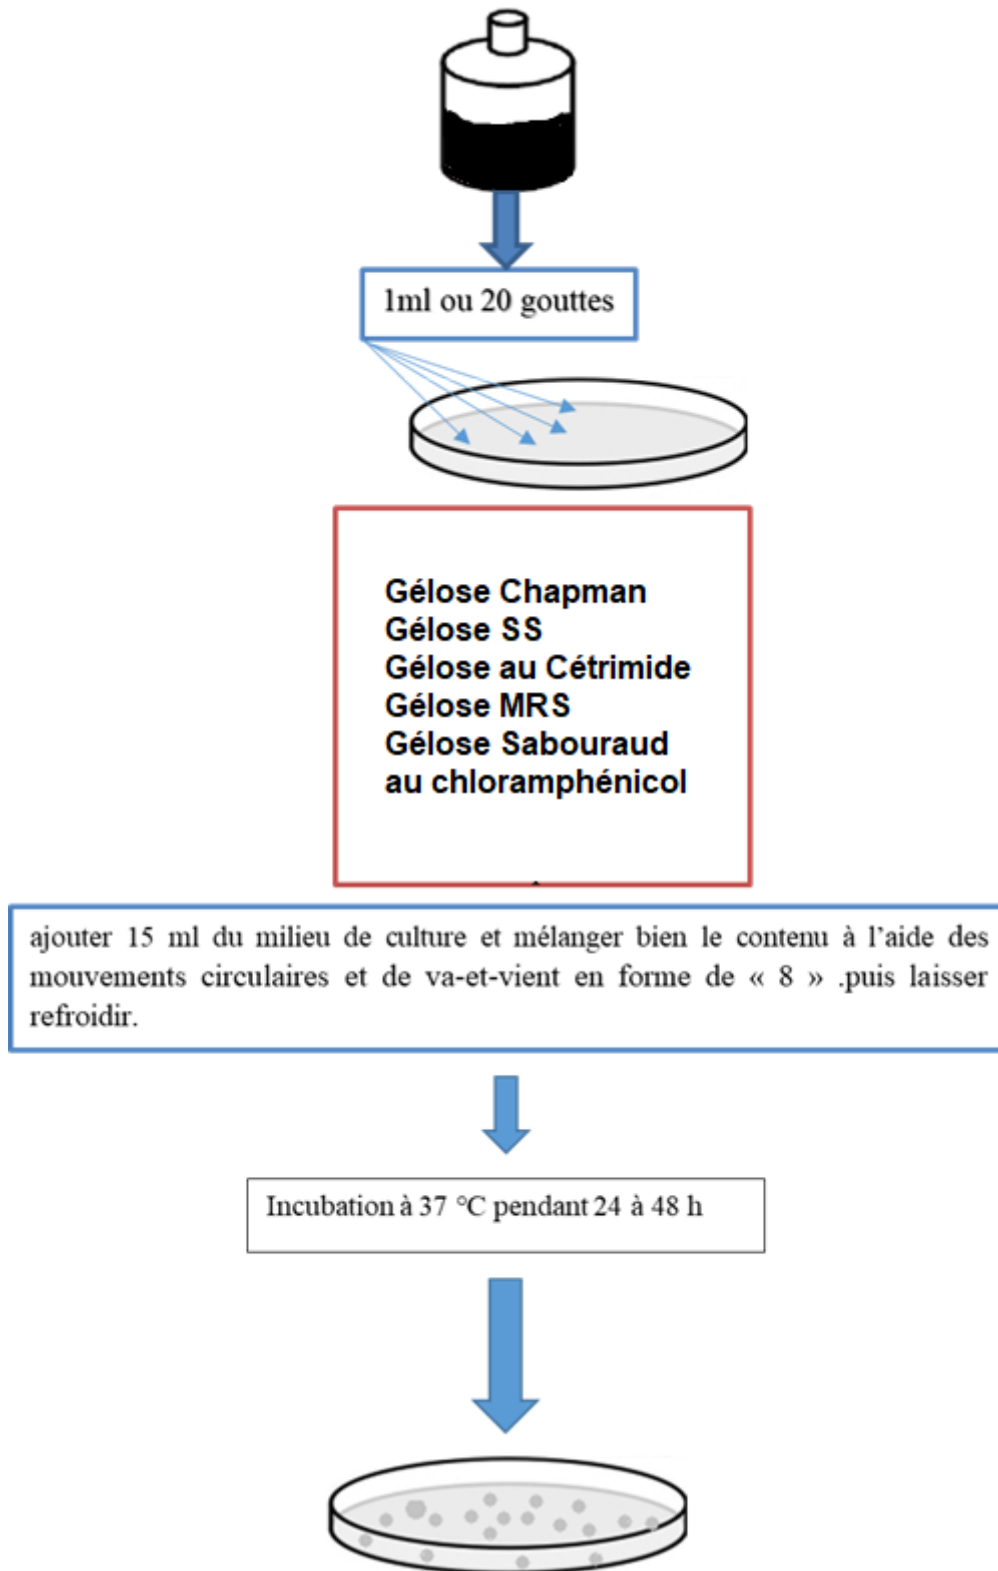 1ml ou 20 gouttes
Gélose Chapman
Gélose SS
Gélose au Cétrimide
Gélose MRS
Gélose Sabouraud
au chloramphénicol
ajouter 15 ml du milieu de culture et mélanger bien le contenu à l’aide des
mouvements circulaires et de va-et-vient en forme de « 8 » .puis laisser
refroidir.
Incubation à 37 °C pendant 24 à 48 h